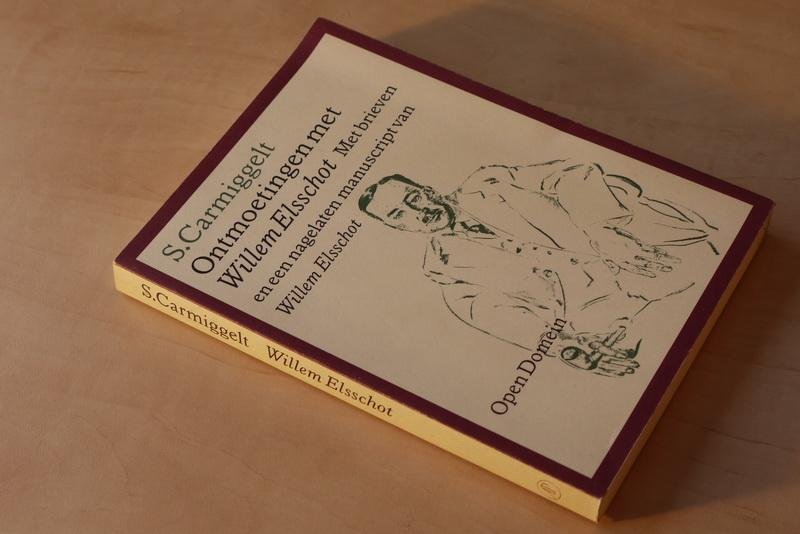 S.Carmiggelt
Ontmoetingen met
Willem Elsschot Met brieven
en een nagelaten manuscript van
Willem Elsschot
Open Domein
S.Carmiggelt Willem Elsschot